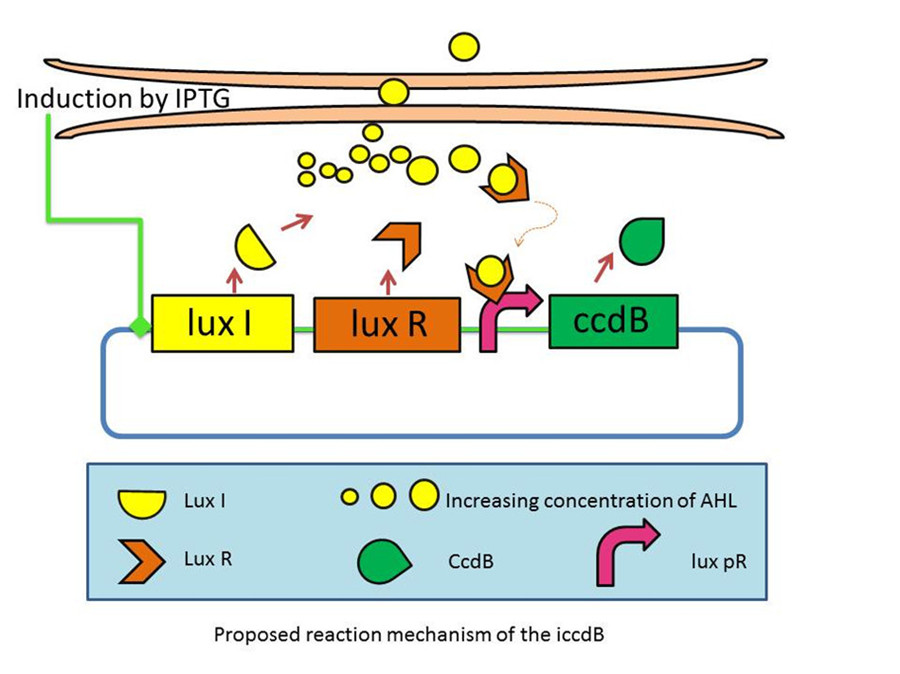 Induction by IPTG
lux I
lux R
ccdB
Lux I
Increasing concentration of AHL
Lux R
CcdB
lux pR
Proposed reaction mechanism of the iccdB